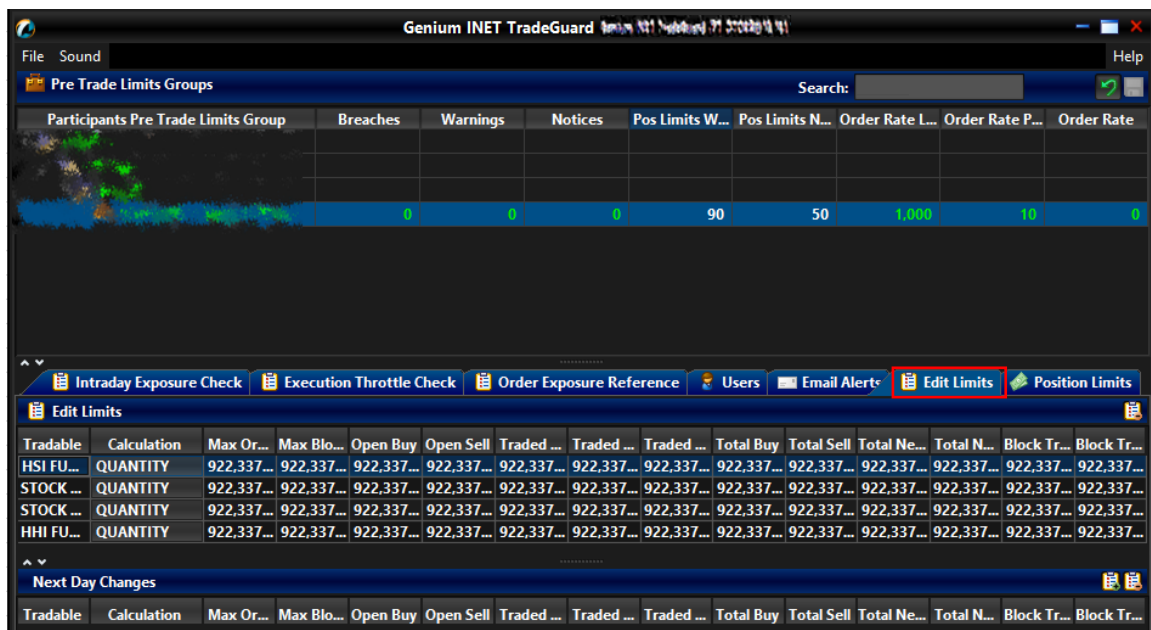 Genium INET TradeGuard
File Sound Help
Pre Trade Limits Groups Search:
Participants Pre Trade Limits Group Breaches Warnings Notices Pos Limits W... Pos Limits N... Order Rate L... Order Rate P... Order Rate
0 0 0 90 50 1,000 10 0
Intraday Exposure Check Execution Throttle Check Order Exposure Reference Users Email Alerts Edit Limits Position Limits
Edit Limits
Tradable Calculation Max Or... Max Blo... Open Buy Open Sell Traded ... Traded ... Traded ... Total Buy Total Sell Total Ne... Total N... Block Tr... Block Tr...
HSI FU... QUANTITY 922,337... 922,337... 922,337... 922,337... 922,337... 922,337... 922,337... 922,337... 922,337... 922,337... 922,337... 922,337... 922,337...
STOCK ... QUANTITY 922,337... 922,337... 922,337... 922,337... 922,337... 922,337... 922,337... 922,337... 922,337... 922,337... 922,337... 922,337... 922,337...
STOCK ... QUANTITY 922,337... 922,337... 922,337... 922,337... 922,337... 922,337... 922,337... 922,337... 922,337... 922,337... 922,337... 922,337... 922,337...
HHI FU... QUANTITY 922,337... 922,337... 922,337... 922,337... 922,337... 922,337... 922,337... 922,337... 922,337... 922,337... 922,337... 922,337... 922,337...
Next Day Changes
Tradable Calculation Max Or... Max Blo... Open Buy Open Sell Traded ... Traded ... Traded ... Total Buy Total Sell Total Ne... Total N... Block Tr... Block Tr...